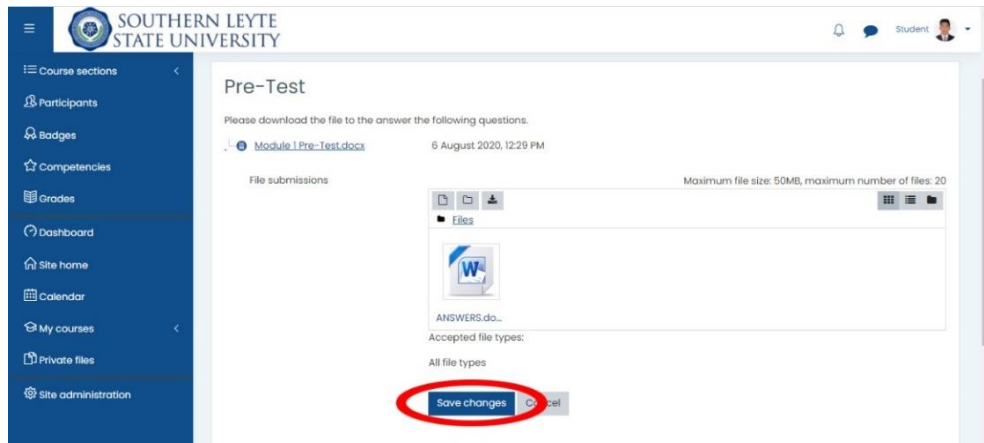 SOUTHERN LEYTE
STATE UNIVERSITY
Student
Course sections
Participants
Badges
Competencies
Grades
Dashboard
Site home
Calendar
My courses
Private files
Site administration
Pre-Test
Please download the file to the answer the following questions.
Module 1 Pre-Test.docx 6 August 2020, 12:29 PM
File submissions
Maximum file size: 50MB, maximum number of files: 20
Files
W
ANSWERS.do...
Accepted file types:
All file types
Save changes Cancel